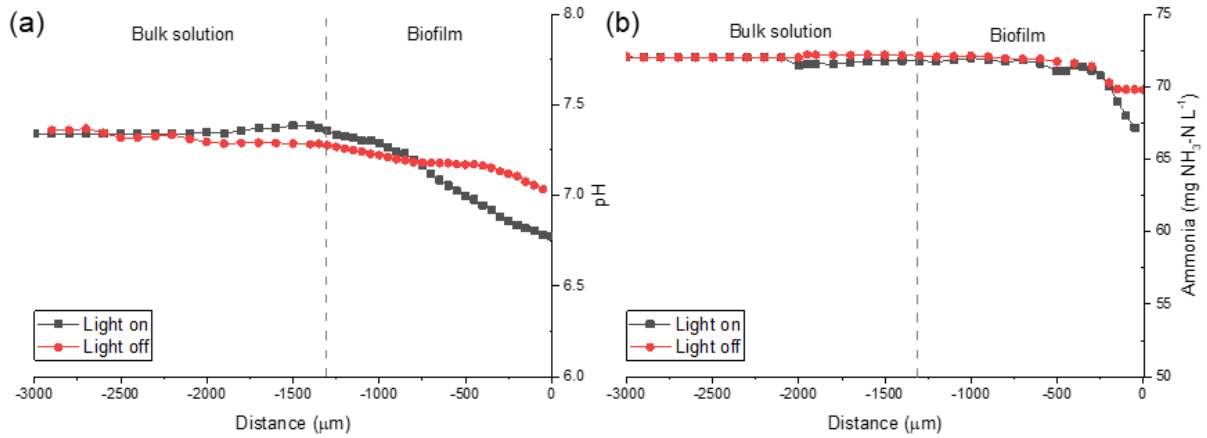 (a)
Bulk solution
Biofilm
8.0
7.5
7.0
6.5
6.0
pH
Light on
Light off
-3000 -2500 -2000 -1500 -1000 -500 0
Distance (μm)
(b)
Bulk solution
Biofilm
75
70
65
60
55
50
Ammonia (mg NH₃-N L⁻¹)
Light on
Light off
-3000 -2500 -2000 -1500 -1000 -500 0
Distance (μm)